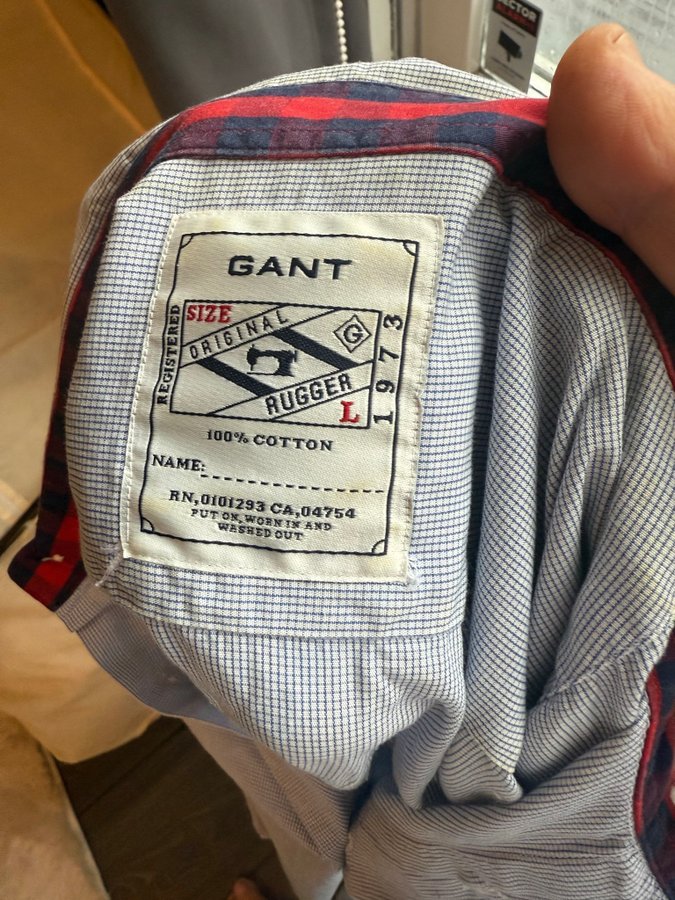 GANT
REGISTERED
SIZE
ORIGINAL
G
RUGGER
L
1973
100% COTTON
NAME:
RN,0101293 CA,04754
PUT ON, WORN IN AND
WASHED OUT